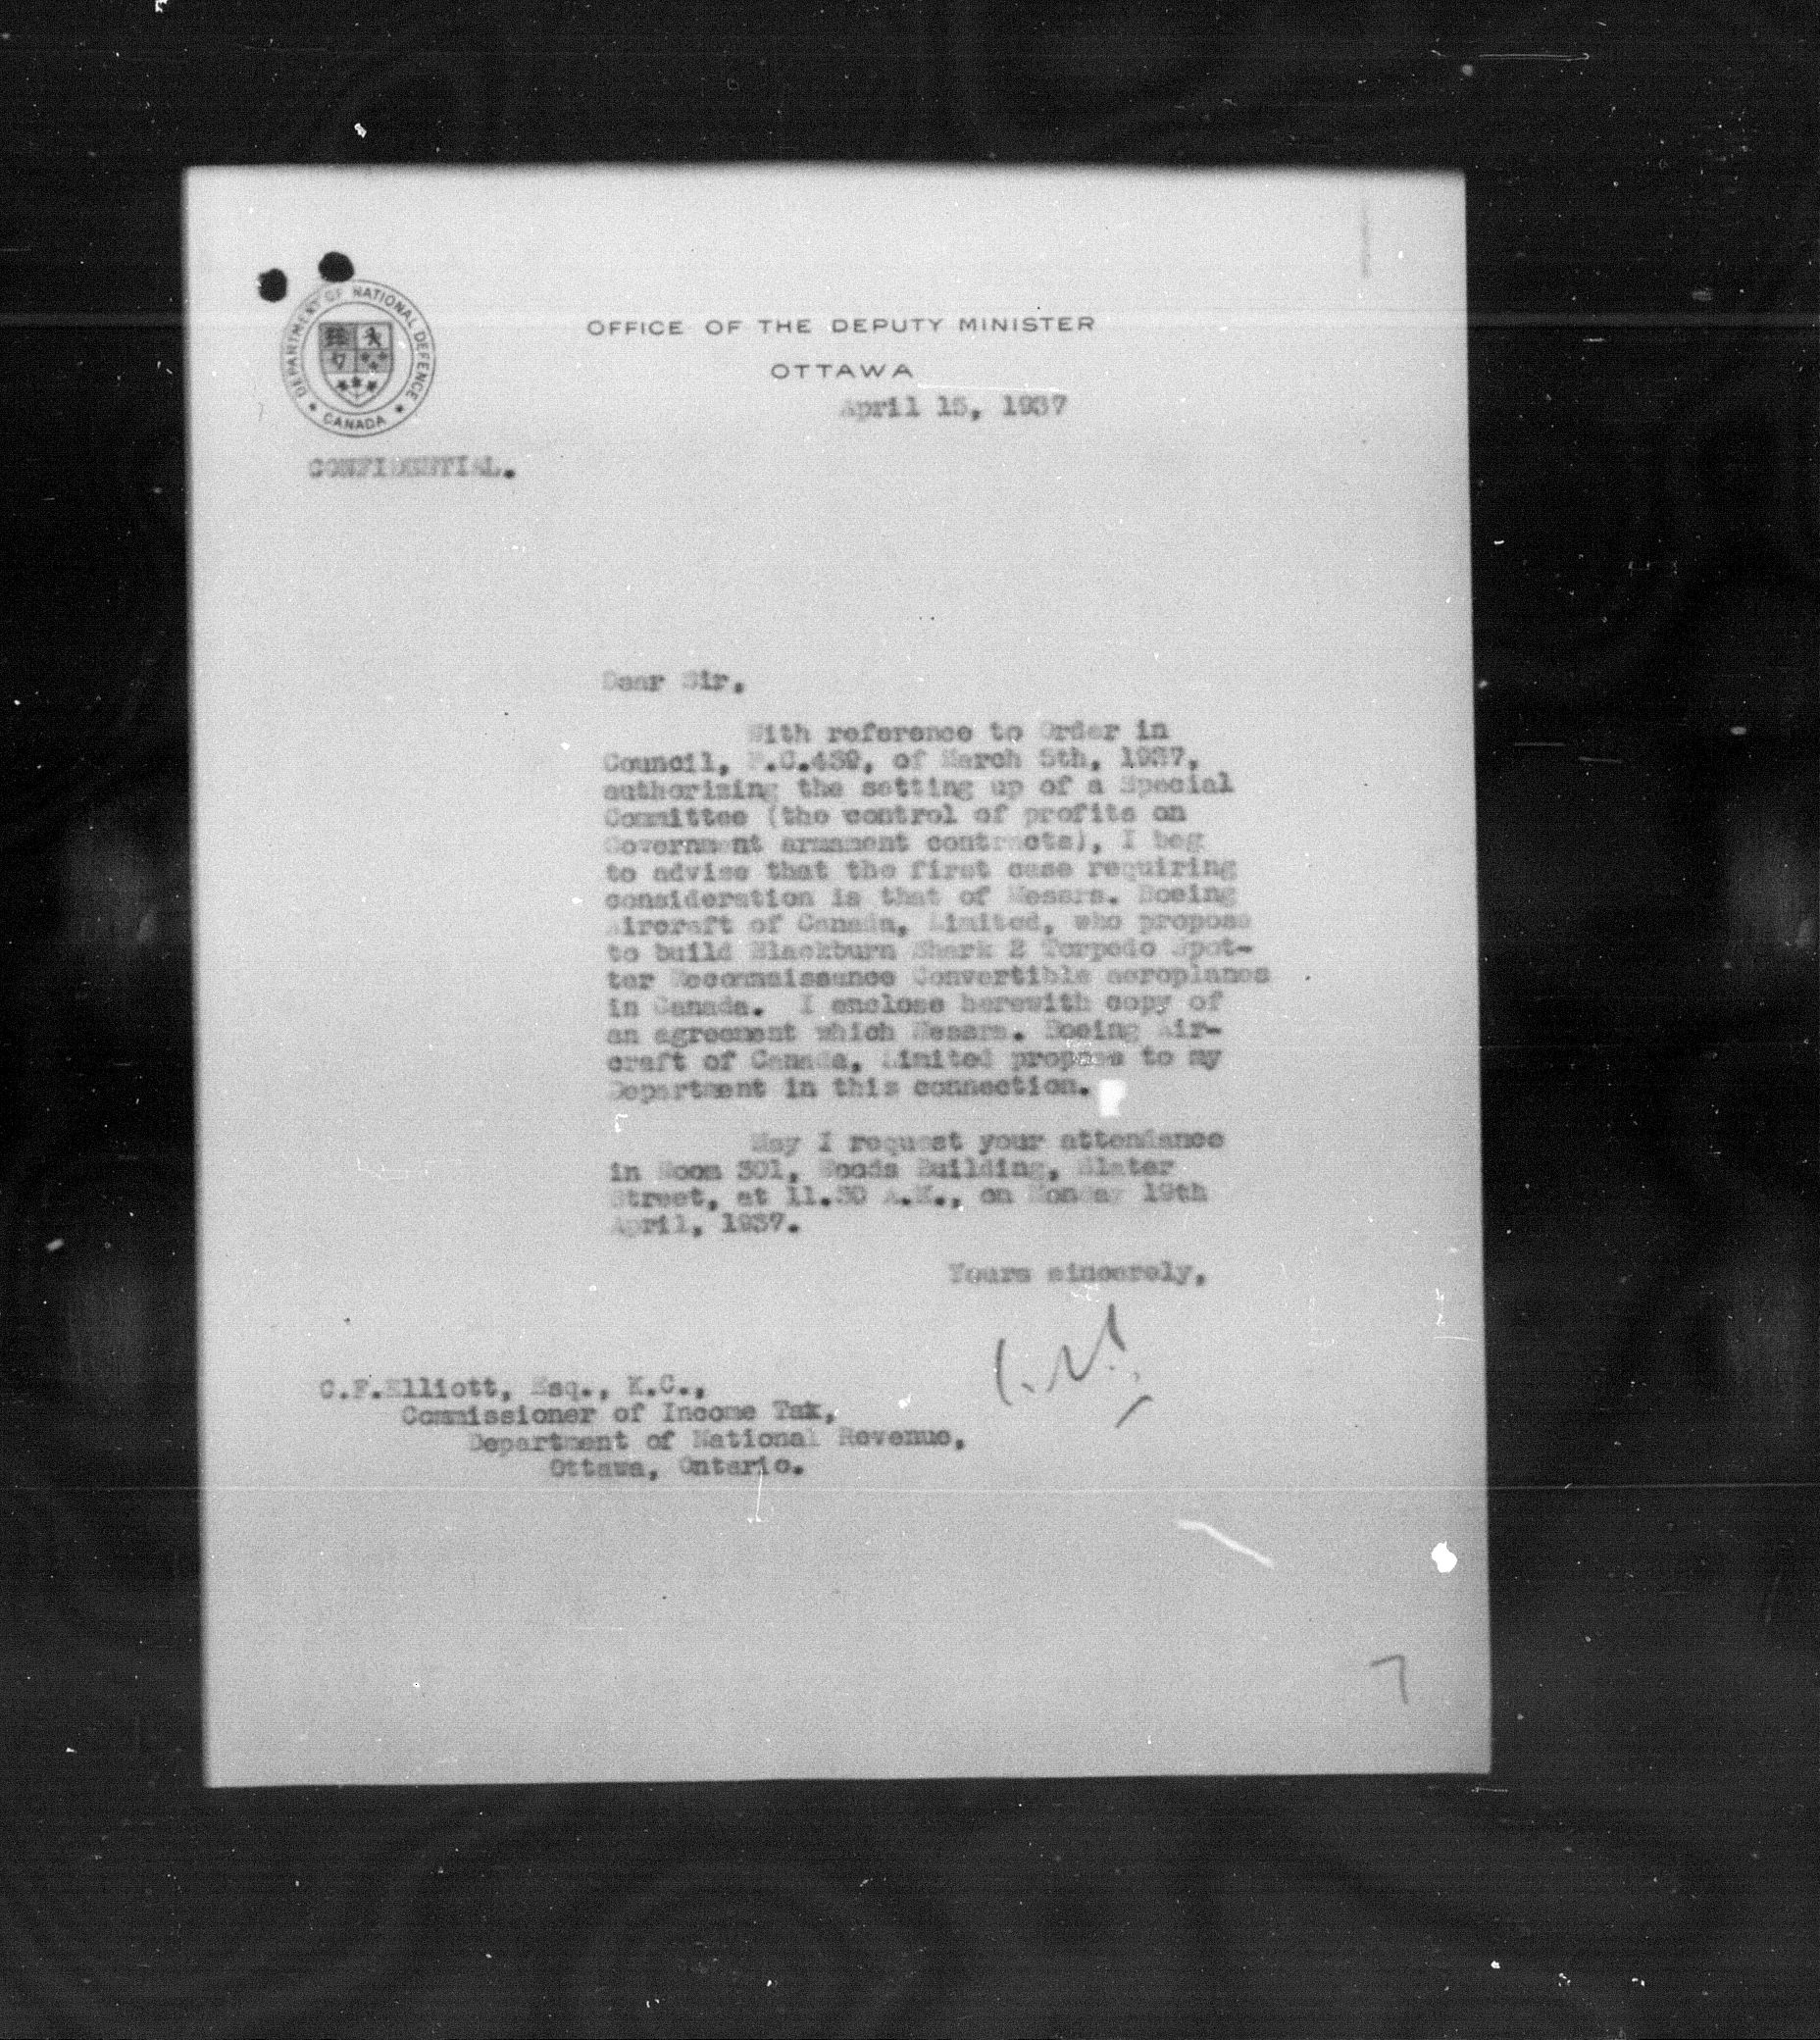 DEPARTMENT OF NATIONAL DEFENCE
★ CANADA ★
OFFICE OF THE DEPUTY MINISTER
OTTAWA
April 15, 1937
CONFIDENTIAL.
Dear Sir,
With reference to Order in
Council, P.C.439, of March 5th, 1937,
authorising the setting up of a Special
Committee (the control of profits on
Government armament contracts), I beg
to advise that the first case requiring
consideration is that of Messrs. Boeing
Aircraft of Canada, Limited, who propose
to build Blackburn Shark 2 Torpedo Spot-
ter Reconnaissance Convertible aeroplanes
in Canada. I enclose herewith copy of
an agreement which Messrs. Boeing Air-
craft of Canada, Limited propose to my
Department in this connection.
May I request your attendance
in Room 301, Woods Building, Slater
Street, at 11.30 A.M., on Monday 19th
April, 1937.
Yours sincerely,
C.F.Elliott, Esq., K.C.,
Commissioner of Income Tax,
Department of National Revenue,
Ottawa, Ontario.
7